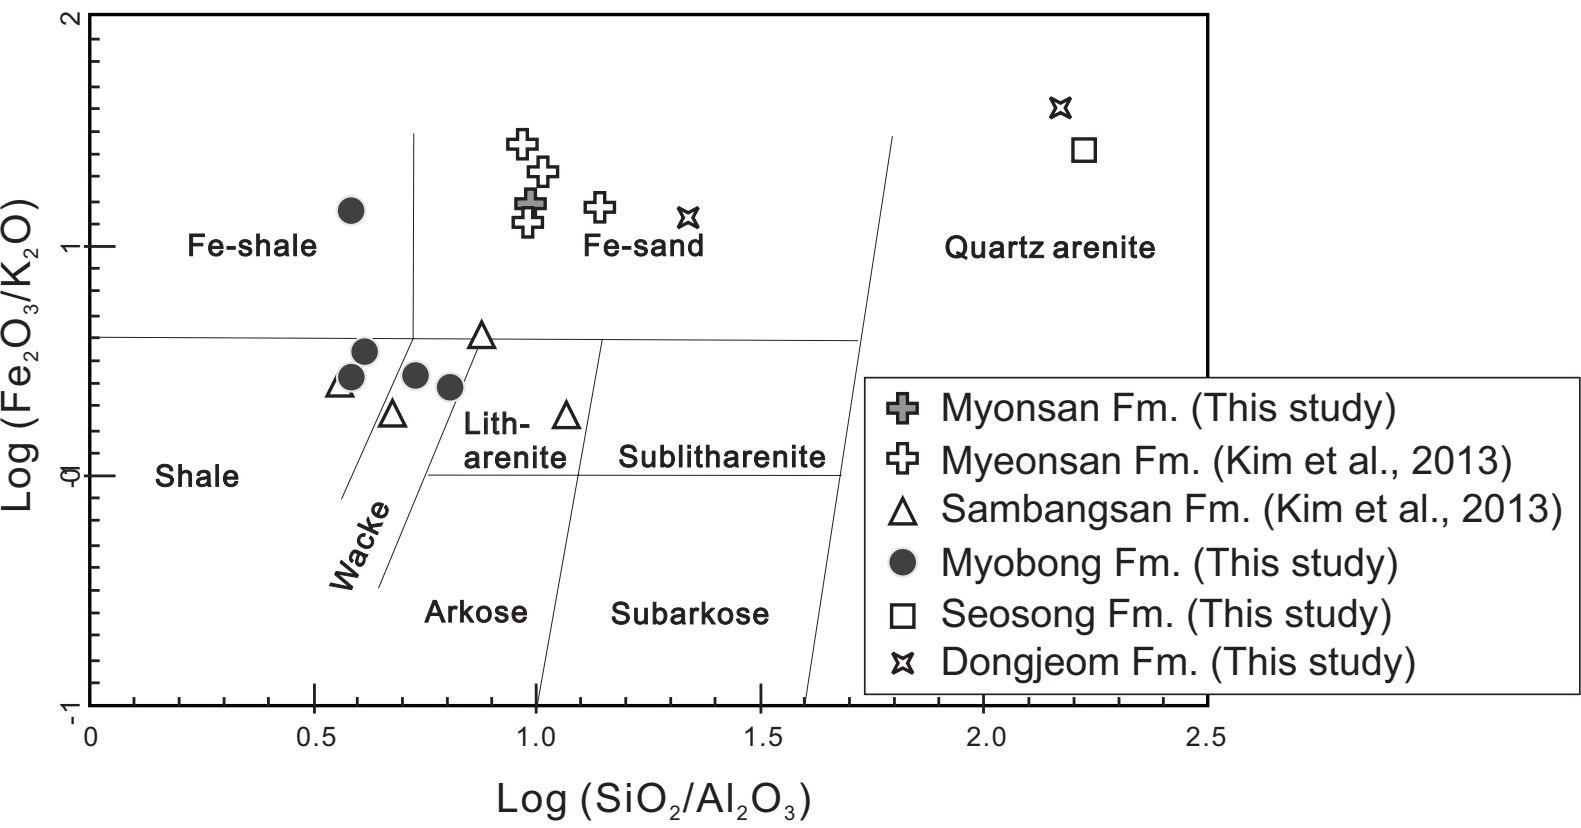 2
1
0
-1
Log (Fe₂O₃/K₂O)
Fe-shale
Fe-sand
Quartz arenite
Shale
Wacke
Lith-
arenite
Sublitharenite
Arkose
Subarkose
Myonsan Fm. (This study)
Myeonsan Fm. (Kim et al., 2013)
Sambangsan Fm. (Kim et al., 2013)
Myobong Fm. (This study)
Seosong Fm. (This study)
Dongjeom Fm. (This study)
0 0.5 1.0 1.5 2.0 2.5
Log (SiO₂/Al₂O₃)